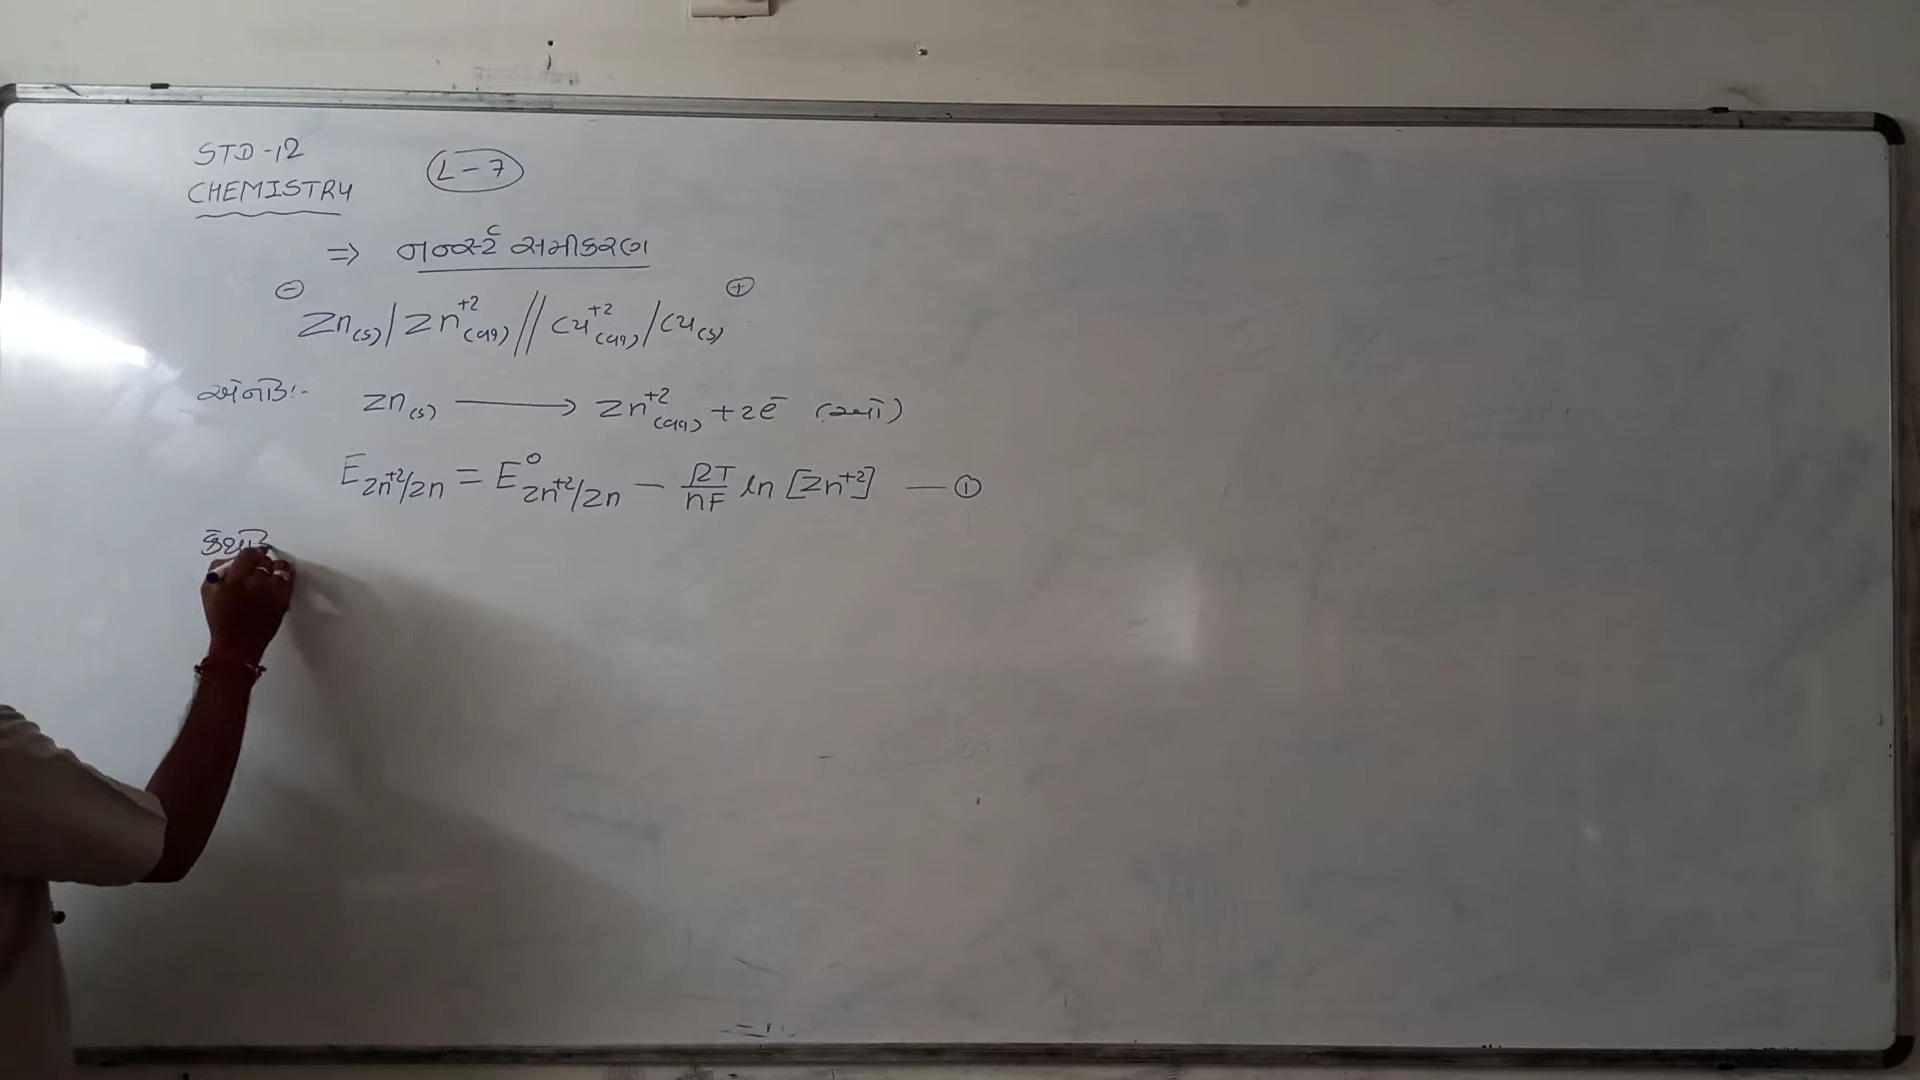 STD-12
CHEMISTRY
L-7
⇒ નર્ન્સ્ટ સમીકરણ
⊖ Zn(s) / Zn⁺²(aq) // Cu⁺²(aq) / Cu(s) ⊕
એનોડ:- Zn(s) ⟶ Zn⁺²(aq) + 2e⁻
E Zn⁺²/Zn = E⁰ Zn⁺²/Zn - RT/nF ln [Zn⁺²] — ①
કેથોડ